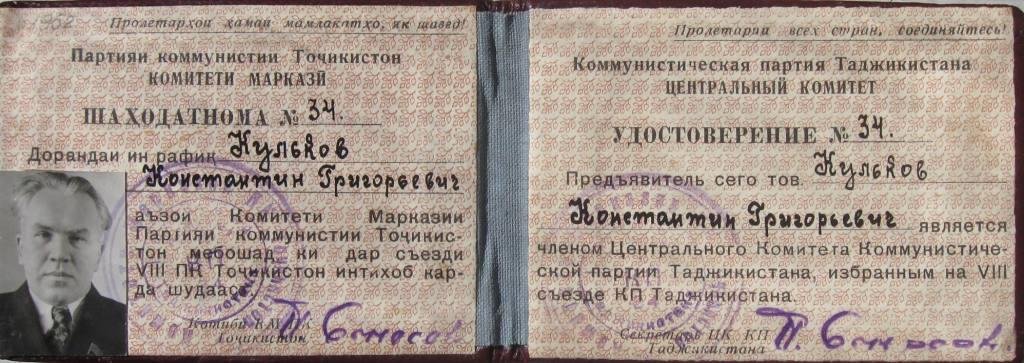 1952
Пролетарҳои ҳамаи мамлакатҳо, як шавед!
Партияи коммунистии Тоҷикистон
КОМИТЕТИ МАРКАЗӢ
ШАҲОДАТНОМА № 34.
Дорандаи ин рафиқ Кульков
Константин Григорьевич
аъзои Комитети Марказии
Партияи коммунистии Тоҷикис-
тон мебошад, ки дар съезди
VIII ПК Тоҷикистон интихоб кар-
да шудааст.
Котиби КМ ПК
Тоҷикистон
Пролетарии всех стран, соединяйтесь!
Коммунистическая партия Таджикистана
ЦЕНТРАЛЬНЫЙ КОМИТЕТ
УДОСТОВЕРЕНИЕ № 34.
Предъявитель сего тов. Кульков
Константин Григорьевич является
членом Центрального Комитета Коммунистиче-
ской партии Таджикистана, избранным на VIII
съезде КП Таджикистана.
Секретарь ЦК КП
Таджикистана